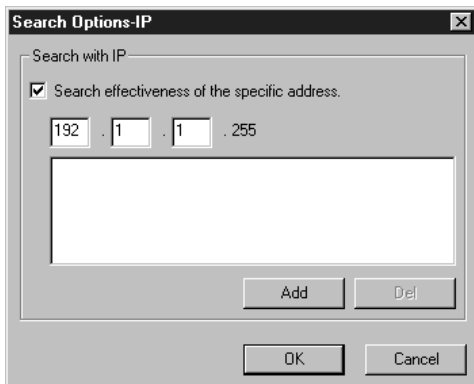 Search Options-IP
Search with IP
Search effectiveness of the specific address.
192 . 1 . 1 . 255
Add Del
OK Cancel